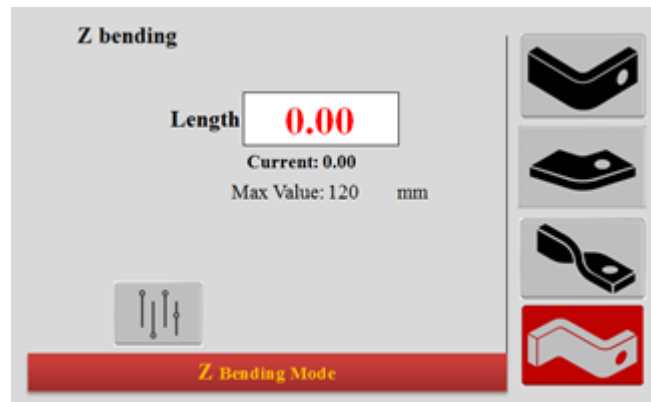 Z bending
Length 0.00
Current: 0.00
Max Value: 120 mm
Z Bending Mode